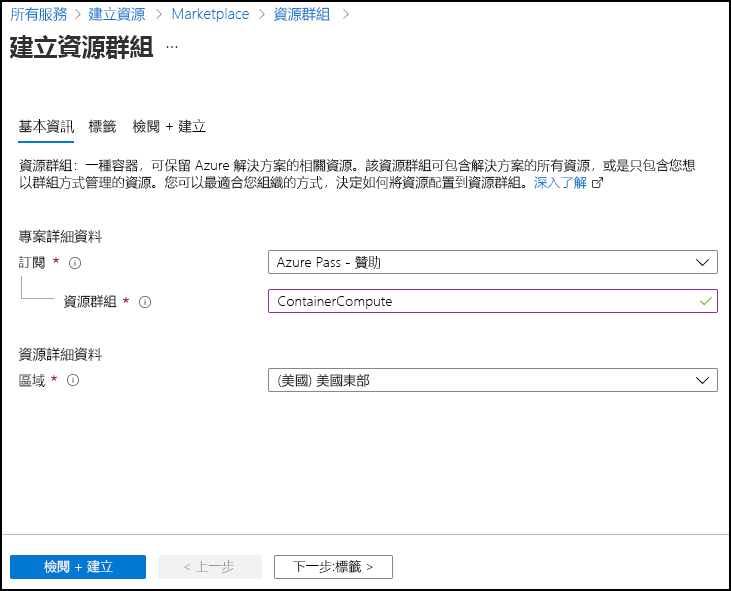 所有服務 > 建立資源 > Marketplace > 資源群組 >
建立資源群組 ...
基本資訊 標籤 檢閱 + 建立
資源群組: 一種容器，可保留 Azure 解決方案的相關資源。該資源群組可包含解決方案的所有資源，或是只包含您想
以群組方式管理的資源。您可以最適合您組織的方式，決定如何將資源配置到資源群組。深入了解
專案詳細資料
訂閱 * Azure Pass - 贊助
資源群組 * ContainerCompute
資源詳細資料
區域 * (美國) 美國東部
檢閱 + 建立 < 上一步 下一步:標籤 >